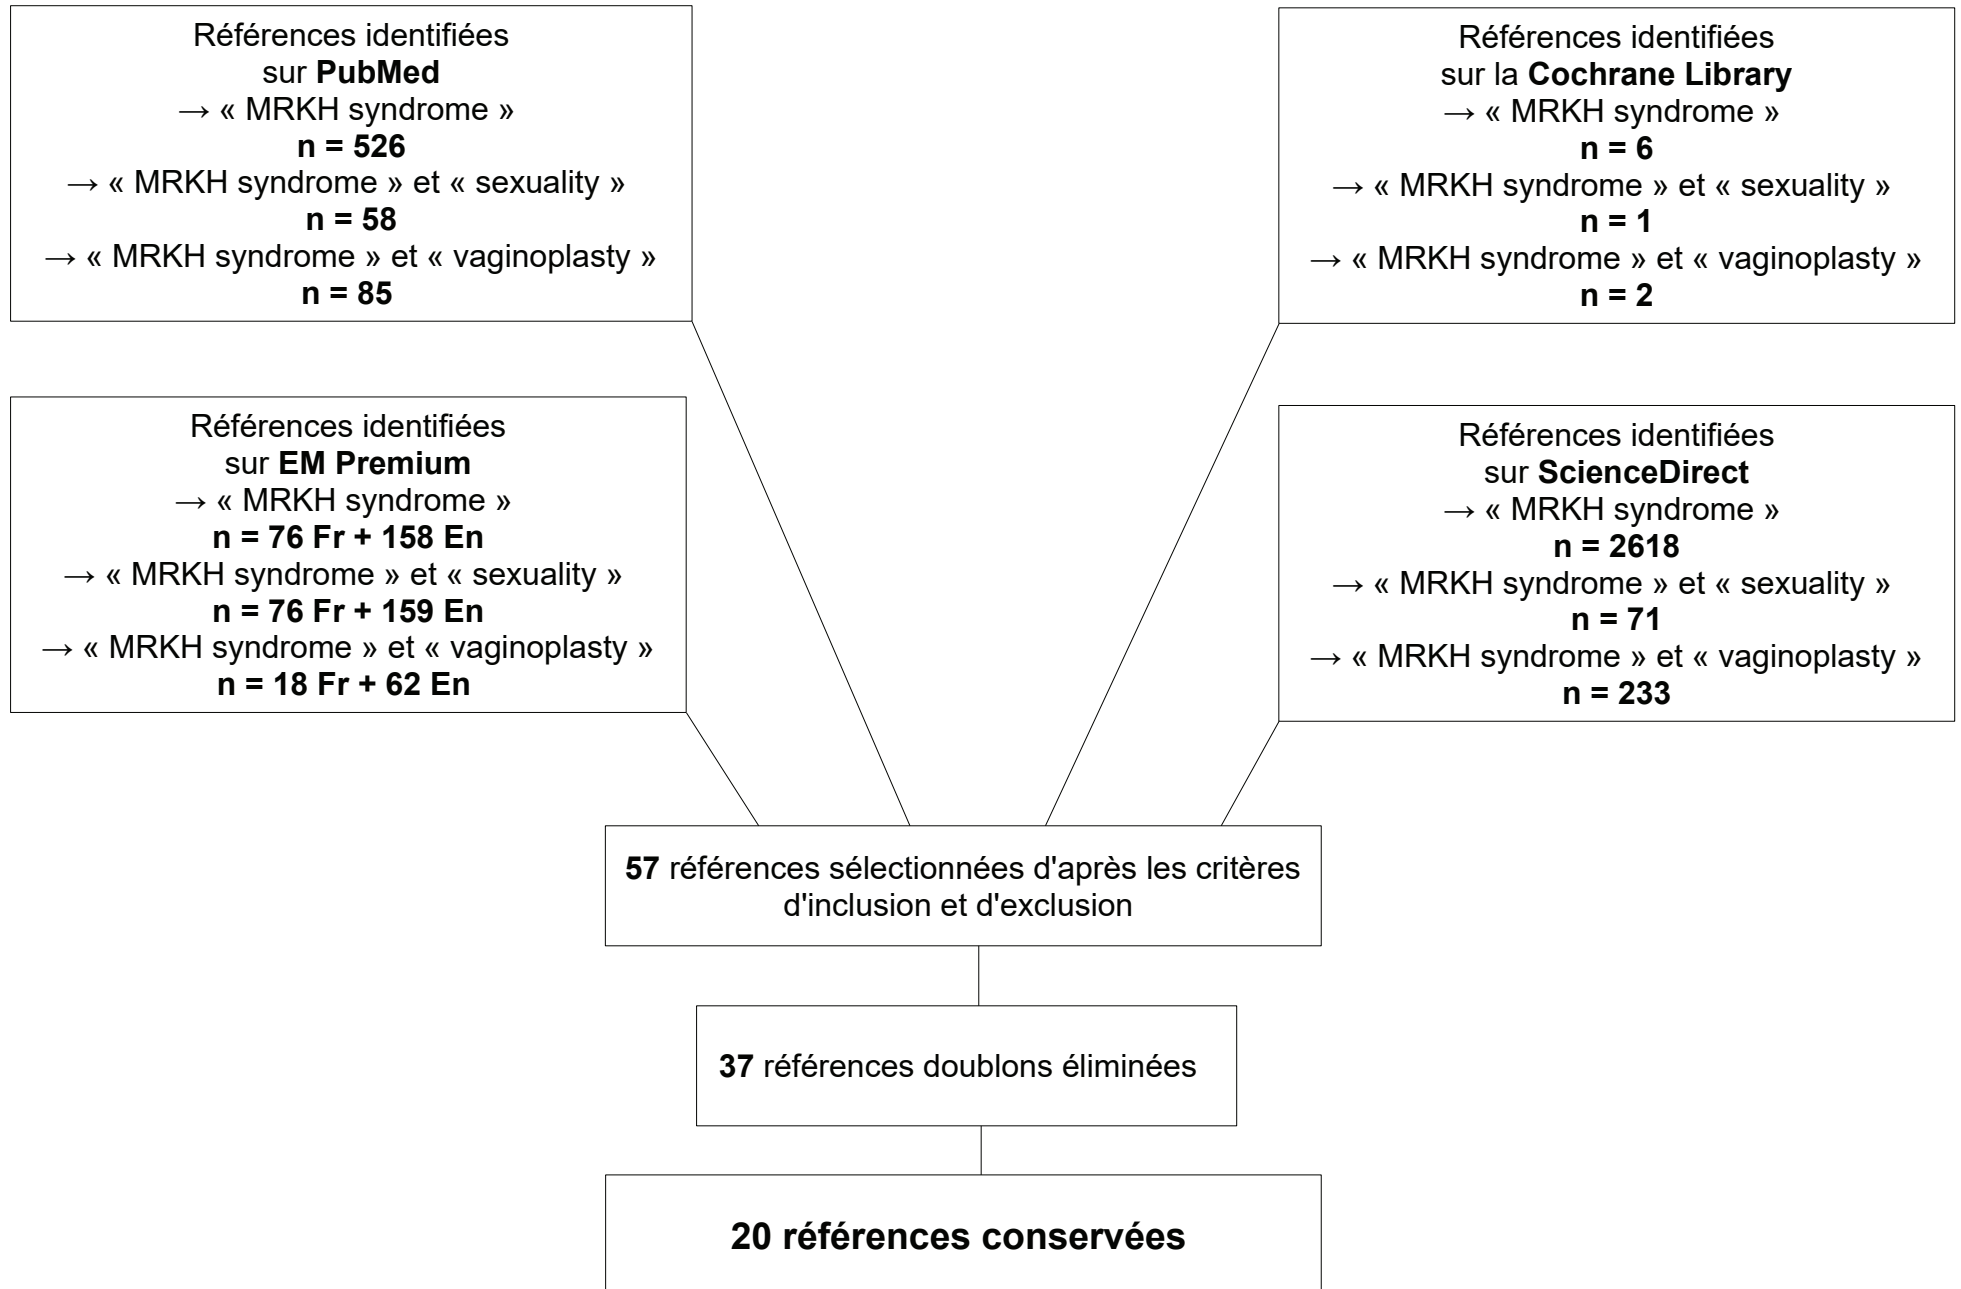 Références identifiées
sur PubMed
→ « MRKH syndrome »
n = 526
→ « MRKH syndrome » et « sexuality »
n = 58
→ « MRKH syndrome » et « vaginoplasty »
n = 85
Références identifiées
sur la Cochrane Library
→ « MRKH syndrome »
n = 6
→ « MRKH syndrome » et « sexuality »
n = 1
→ « MRKH syndrome » et « vaginoplasty »
n = 2
Références identifiées
sur EM Premium
→ « MRKH syndrome »
n = 76 Fr + 158 En
→ « MRKH syndrome » et « sexuality »
n = 76 Fr + 159 En
→ « MRKH syndrome » et « vaginoplasty »
n = 18 Fr + 62 En
Références identifiées
sur ScienceDirect
→ « MRKH syndrome »
n = 2618
→ « MRKH syndrome » et « sexuality »
n = 71
→ « MRKH syndrome » et « vaginoplasty »
n = 233
57 références sélectionnées d'après les critères
d'inclusion et d'exclusion
37 références doublons éliminées
20 références conservées